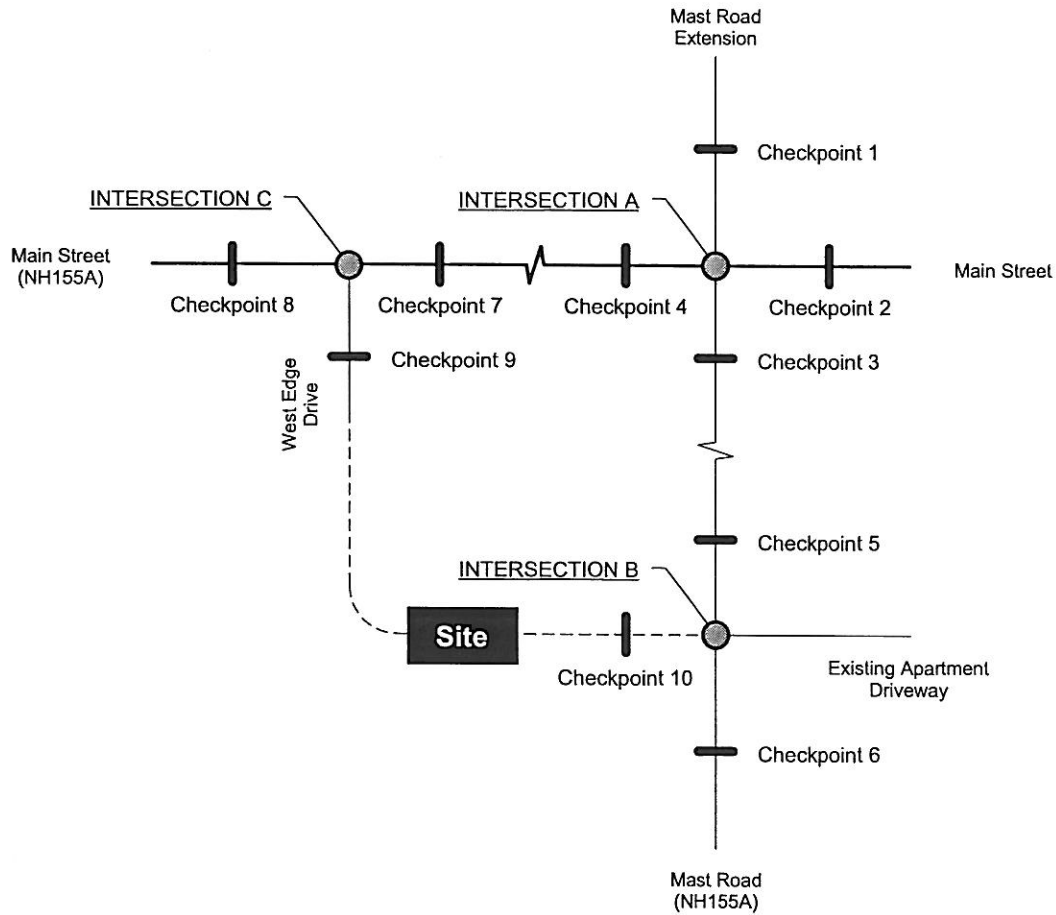 Mast Road
Extension
Checkpoint 1
INTERSECTION C
INTERSECTION A
Main Street
(NH155A)
Main Street
Checkpoint 8
Checkpoint 7
Checkpoint 4
Checkpoint 2
Checkpoint 9
Checkpoint 3
West Edge
Drive
Checkpoint 5
INTERSECTION B
Site
Checkpoint 10
Existing Apartment
Driveway
Checkpoint 6
Mast Road
(NH155A)